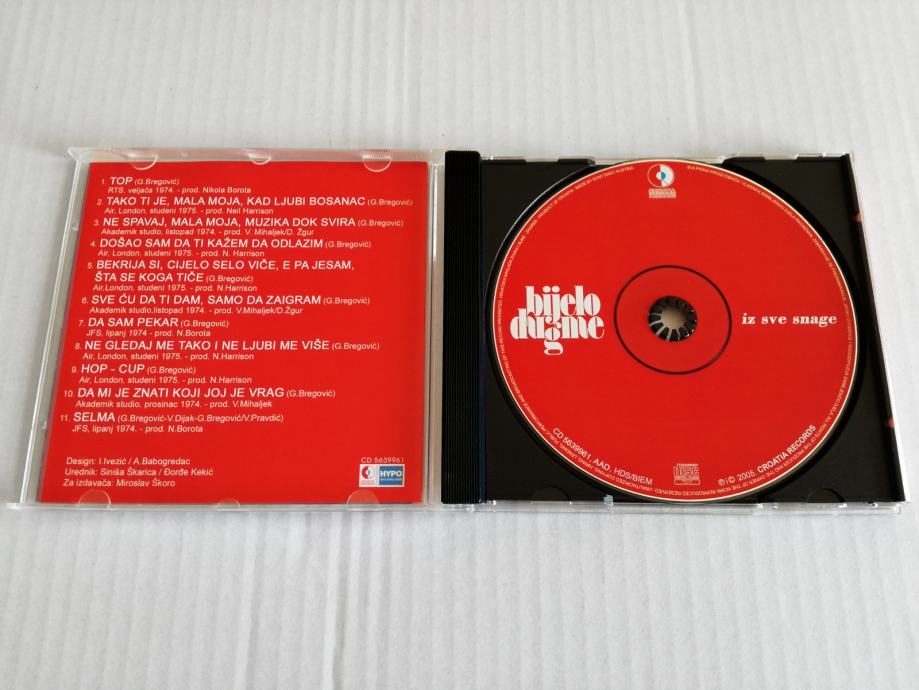 1. TOP (G.Bregović)
RTS, veljača 1974. - prod. Nikola Borota
2. TAKO TI JE, MALA MOJA, KAD LJUBI BOSANAC (G.Bregović)
Air, London, studeni 1975. - prod. Neil Harrison
3. NE SPAVAJ, MALA MOJA, MUZIKA DOK SVIRA (G.Bregović)
Akademik studio, listopad 1974. - prod. V. Mihaljek/D. Žgur
4. DOŠAO SAM DA TI KAŽEM DA ODLAZIM (G.Bregović)
Air, London, studeni 1975. - prod. N. Harrison
5. BEKRIJA SI, CIJELO SELO VIČE, E PA JESAM,
ŠTA SE KOGA TIČE (G.Bregović)
Air,London, studeni 1975. - prod. N.Harrison
6. SVE ĆU DA TI DAM, SAMO DA ZAIGRAM (G.Bregović)
Akademik studio,listopad 1974. - prod. V.Mihaljek/D.Žgur
7. DA SAM PEKAR (G.Bregović)
JFS, lipanj 1974 - prod. N.Borota
8. NE GLEDAJ ME TAKO I NE LJUBI ME VIŠE (G.Bregović)
Air, London, studeni 1975. - prod. N.Harrison
9. HOP - CUP (G.Bregović)
Air, London, studeni 1975. - prod. N.Harrison
10. DA MI JE ZNATI KOJI JOJ JE VRAG (G.Bregović)
Akademik studio, prosinac 1974. - prod. V.Mihaljek
11. SELMA (G.Bregović-V.Dijak-G.Bregović/V.Pravdić)
JFS, lipanj 1974. - prod. N.Borota
Design: I.Ivezić / A.Babogredac
Urednik: Siniša Škarica / Đorđe Kekić
Za izdavača: Miroslav Škoro
CD 5639961
HYPO
bijelo
dugme
iz sve snage
CD 5639961, AAD, HDS/BIEM
COMPACT
disc
DIGITAL AUDIO
℗ i © 2005 CROATIA RECORDS